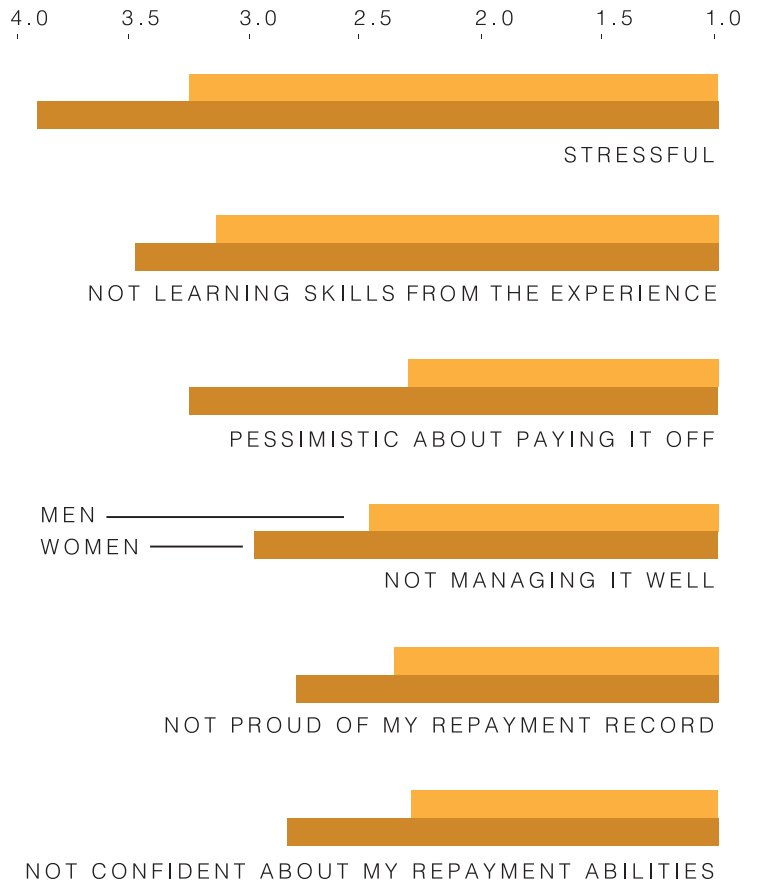 4.0 3.5 3.0 2.5 2.0 1.5 1.0
STRESSFUL
NOT LEARNING SKILLS FROM THE EXPERIENCE
PESSIMISTIC ABOUT PAYING IT OFF
MEN
WOMEN
NOT MANAGING IT WELL
NOT PROUD OF MY REPAYMENT RECORD
NOT CONFIDENT ABOUT MY REPAYMENT ABILITIES